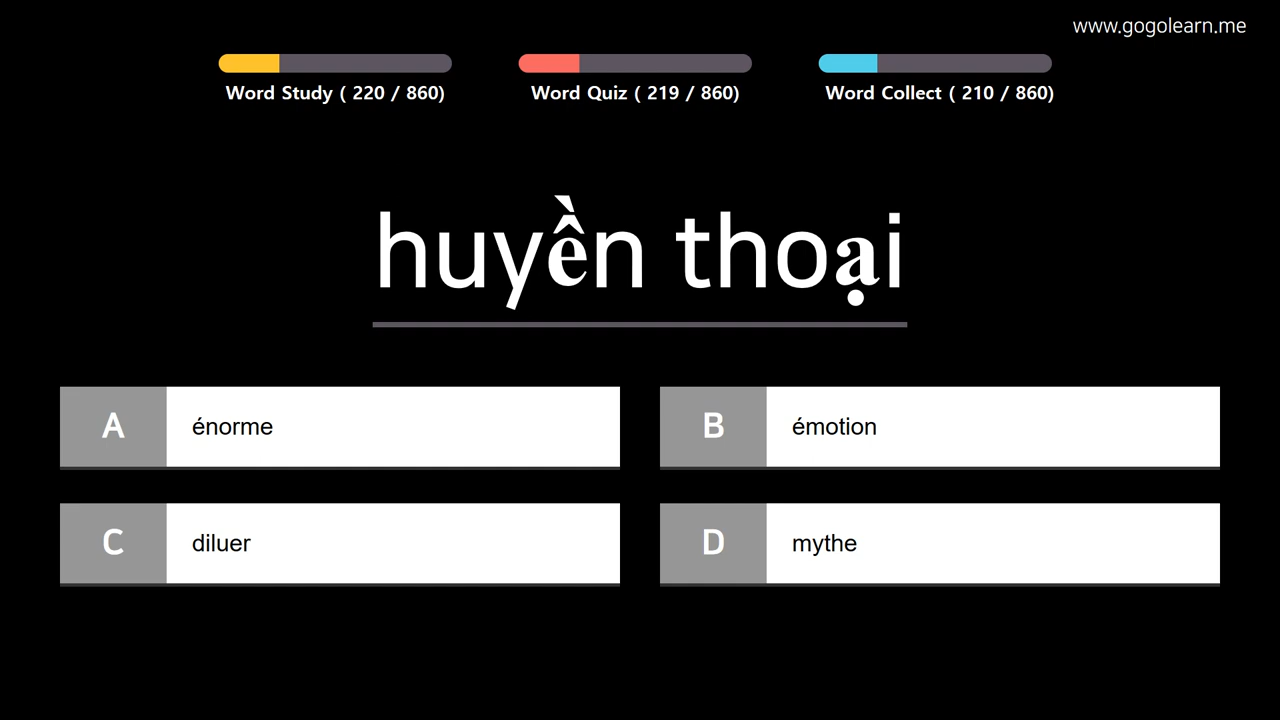 www.gogolearn.me
Word Study ( 220 / 860)
Word Quiz ( 219 / 860)
Word Collect ( 210 / 860)
huyền thoại
A énorme
B émotion
C diluer
D mythe